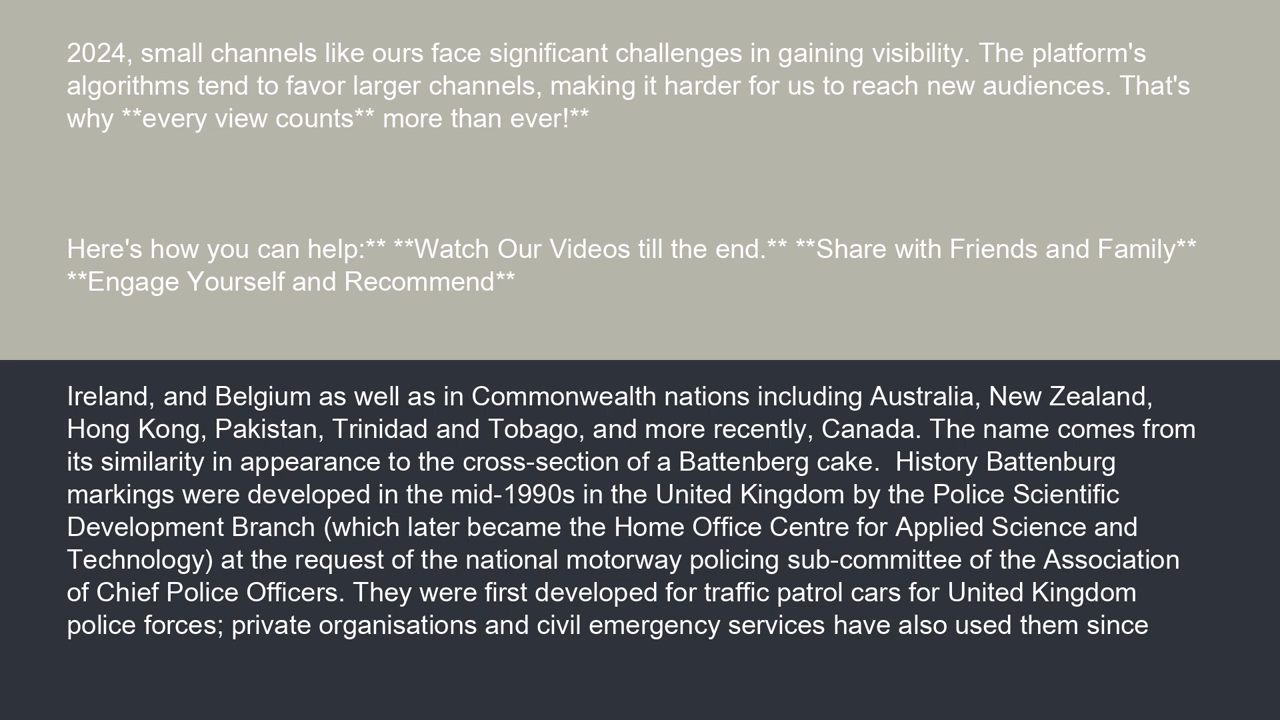 2024, small channels like ours face significant challenges in gaining visibility. The platform's
algorithms tend to favor larger channels, making it harder for us to reach new audiences. That's
why **every view counts** more than ever!**
Here's how you can help:** **Watch Our Videos till the end.** **Share with Friends and Family**
**Engage Yourself and Recommend**
Ireland, and Belgium as well as in Commonwealth nations including Australia, New Zealand,
Hong Kong, Pakistan, Trinidad and Tobago, and more recently, Canada. The name comes from
its similarity in appearance to the cross-section of a Battenberg cake.  History Battenburg
markings were developed in the mid-1990s in the United Kingdom by the Police Scientific
Development Branch (which later became the Home Office Centre for Applied Science and
Technology) at the request of the national motorway policing sub-committee of the Association
of Chief Police Officers. They were first developed for traffic patrol cars for United Kingdom
police forces; private organisations and civil emergency services have also used them since